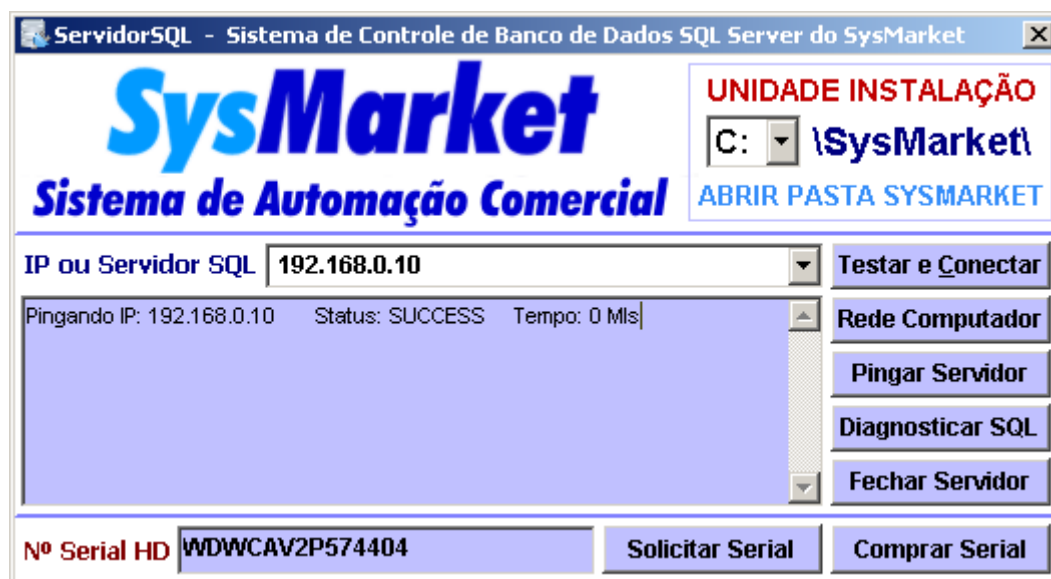 ServidorSQL - Sistema de Controle de Banco de Dados SQL Server do SysMarket
SysMarket
Sistema de Automação Comercial
UNIDADE INSTALAÇÃO
C: \SysMarket\
ABRIR PASTA SYSMARKET
IP ou Servidor SQL 192.168.0.10 Testar e Conectar
Pingando IP: 192.168.0.10 Status: SUCCESS Tempo: 0 Mls
Rede Computador
Pingar Servidor
Diagnosticar SQL
Fechar Servidor
Nº Serial HD WDWCAV2P574404 Solicitar Serial Comprar Serial